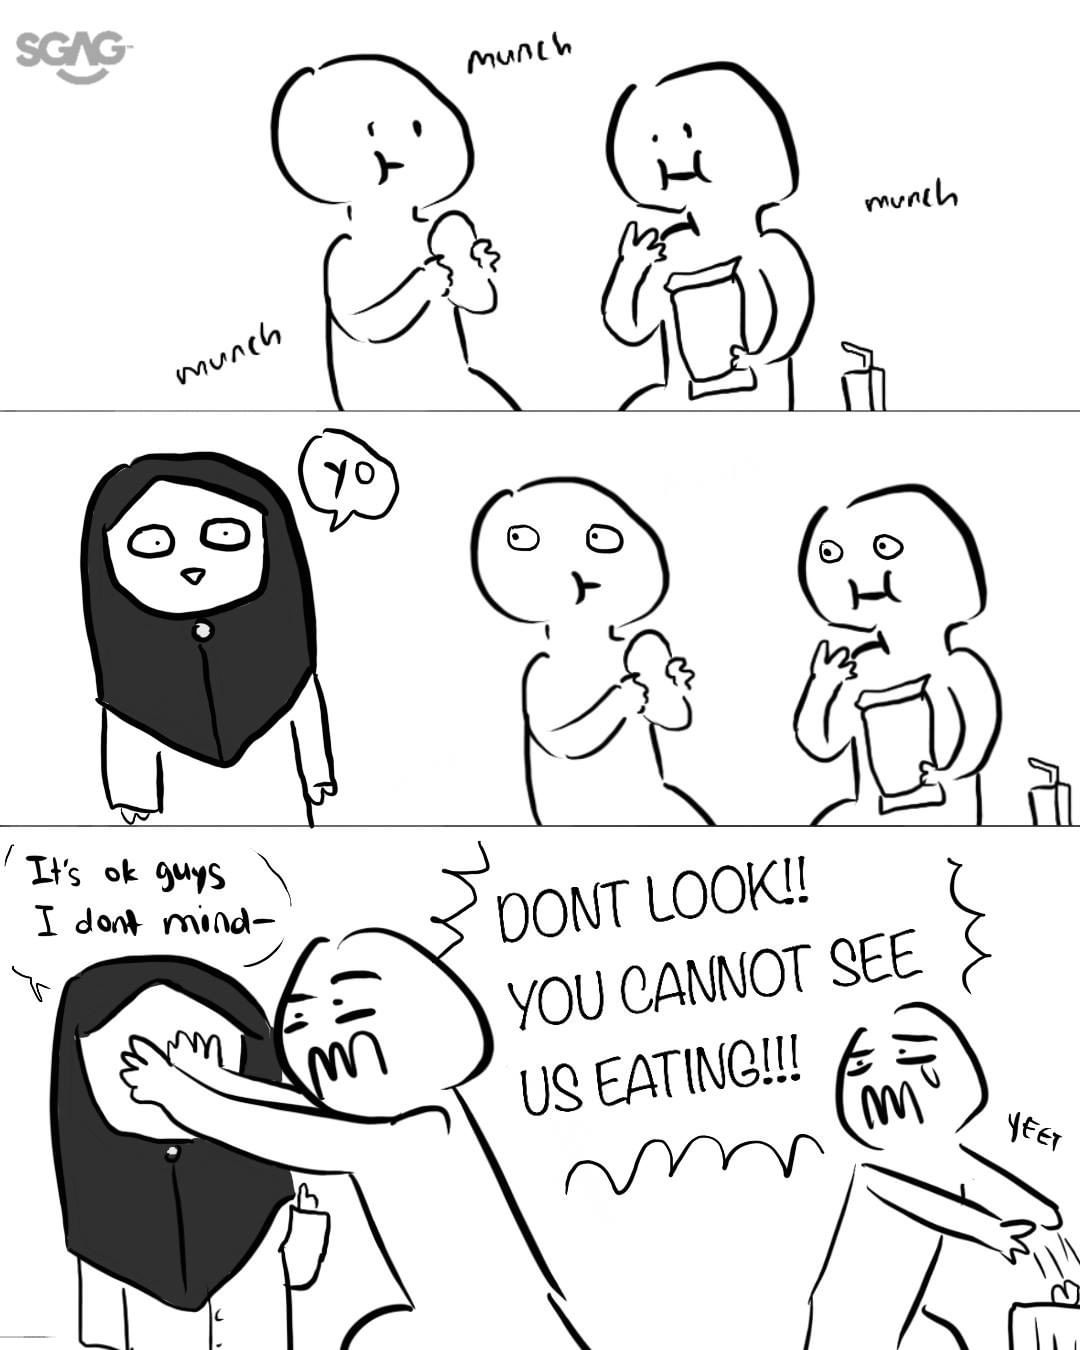 SGAG
munch
munch
munch
YO
It's ok guys
I dont mind-
DONT LOOK!!
YOU CANNOT SEE
US EATING!!!
YEET